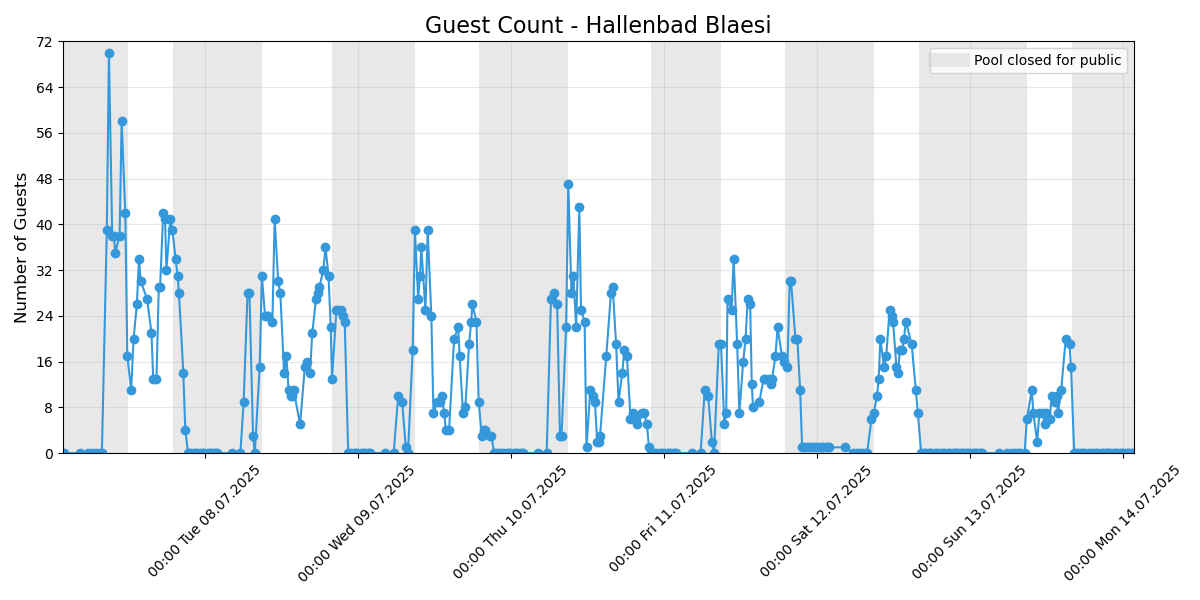 Guest Count - Hallenbad Blaesi
Pool closed for public
Number of Guests
72
64
56
48
40
32
24
16
8
0
00:00 Tue 08.07.2025
00:00 Wed 09.07.2025
00:00 Thu 10.07.2025
00:00 Fri 11.07.2025
00:00 Sat 12.07.2025
00:00 Sun 13.07.2025
00:00 Mon 14.07.2025